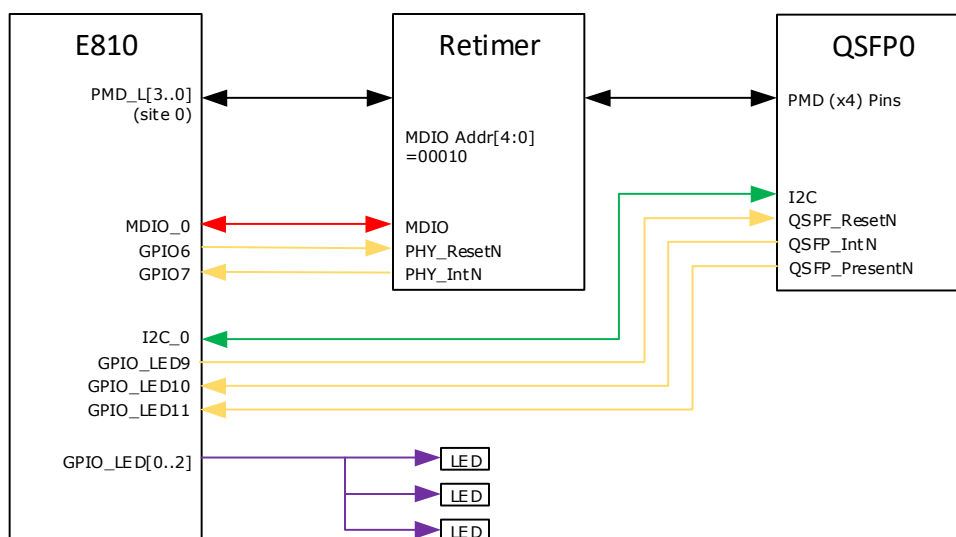 E810
PMD_L[3..0]
(site 0)
MDIO_0
GPIO6
GPIO7
I2C_0
GPIO_LED9
GPIO_LED10
GPIO_LED11
GPIO_LED[0..2]
Retimer
MDIO Addr[4:0]
=00010
MDIO
PHY_ResetN
PHY_IntN
QSFP0
PMD (x4) Pins
I2C
QSPF_ResetN
QSFP_IntN
QSFP_PresentN
LED
LED
LED